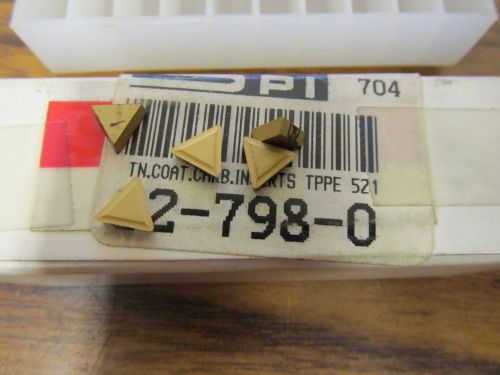 SPI 704
TN.COAT.CARB.INSERTS TPPE 521
2-798-0